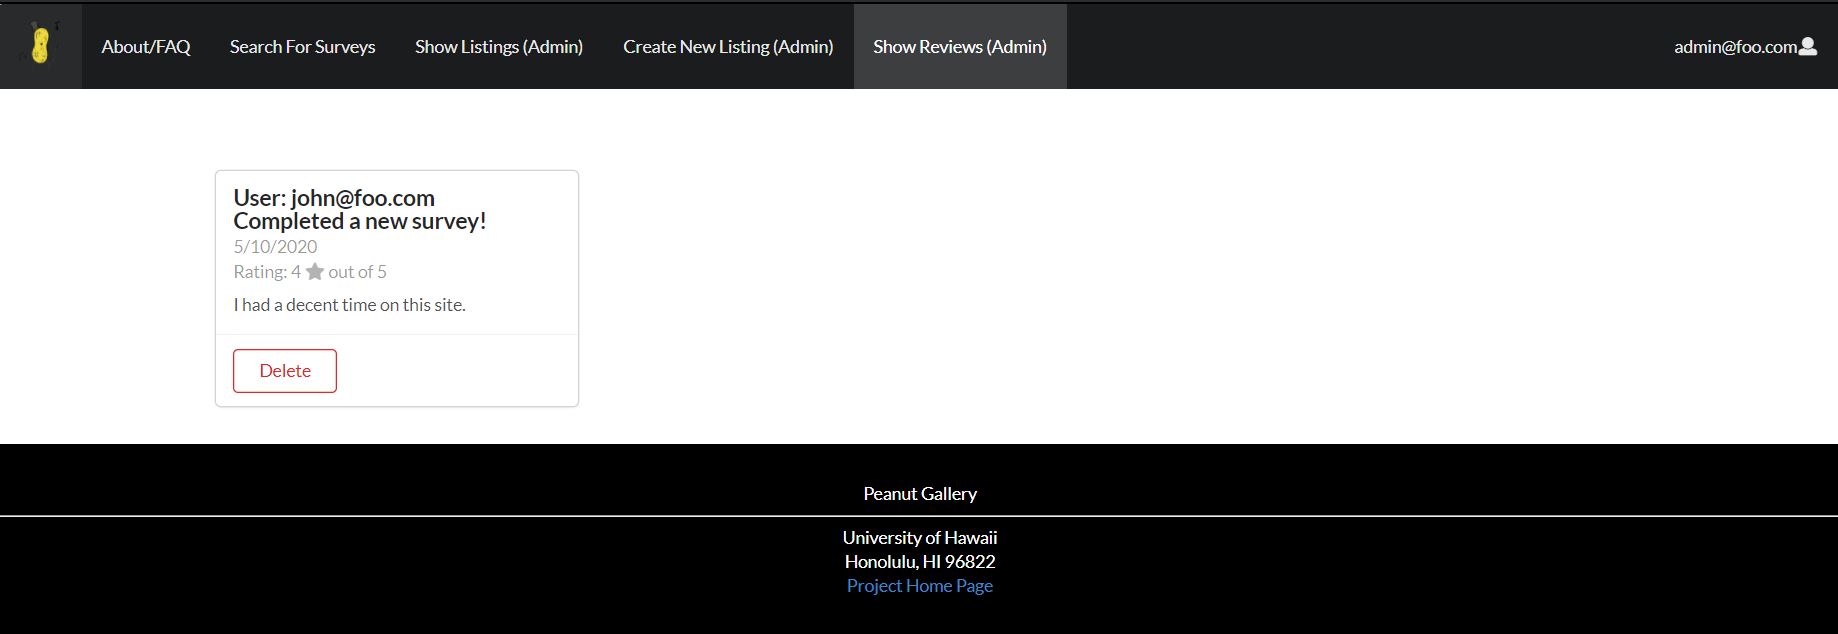 About/FAQ Search For Surveys Show Listings (Admin) Create New Listing (Admin) Show Reviews (Admin) admin@foo.com
User: john@foo.com
Completed a new survey!
5/10/2020
Rating: 4 out of 5
I had a decent time on this site.
Delete
Peanut Gallery
University of Hawaii
Honolulu, HI 96822
Project Home Page